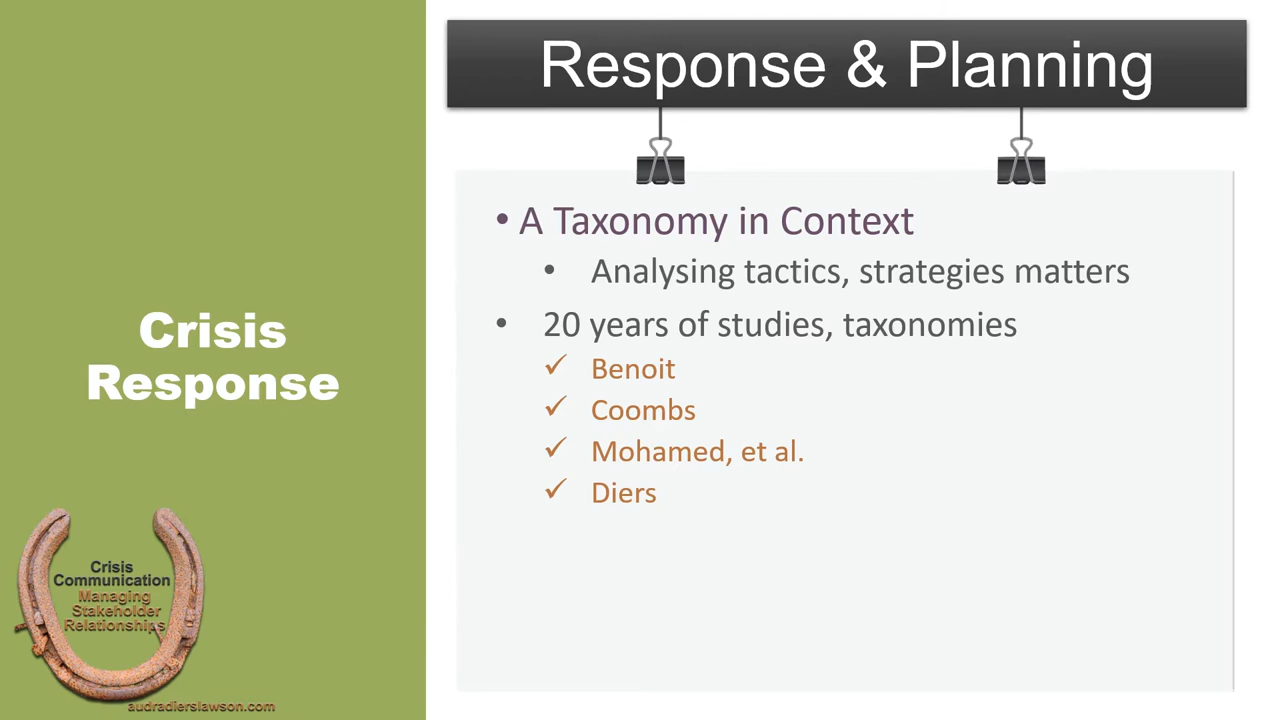 Response & Planning
• A Taxonomy in Context
• Analysing tactics, strategies matters
• 20 years of studies, taxonomies
✓ Benoit
✓ Coombs
✓ Mohamed, et al.
✓ Diers
Crisis
Response
Crisis
Communication
Managing
Stakeholder
Relationships
audradierslawson.com